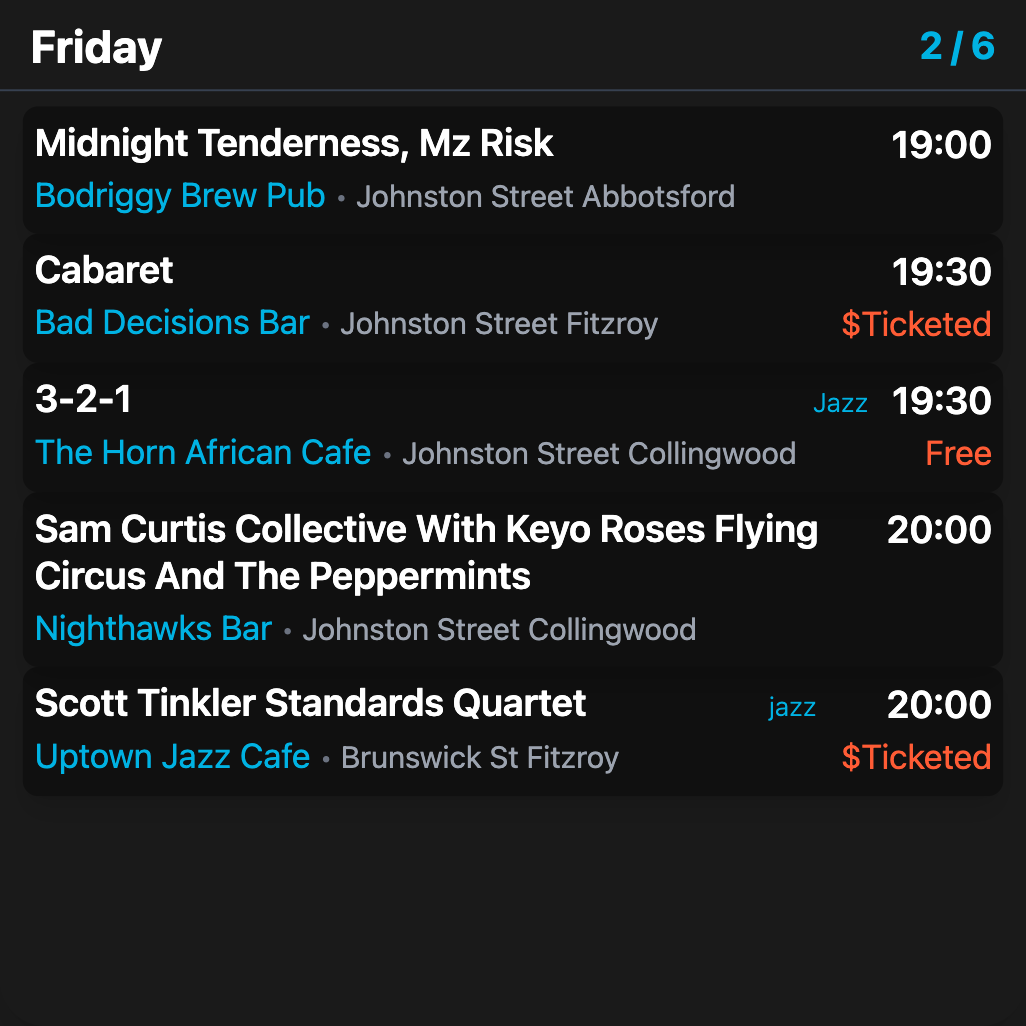 Friday 2 / 6
Midnight Tenderness, Mz Risk 19:00
Bodriggy Brew Pub • Johnston Street Abbotsford
Cabaret 19:30
Bad Decisions Bar • Johnston Street Fitzroy $Ticketed
3-2-1 Jazz 19:30
The Horn African Cafe • Johnston Street Collingwood Free
Sam Curtis Collective With Keyo Roses Flying 20:00
Circus And The Peppermints
Nighthawks Bar • Johnston Street Collingwood
Scott Tinkler Standards Quartet jazz 20:00
Uptown Jazz Cafe • Brunswick St Fitzroy $Ticketed